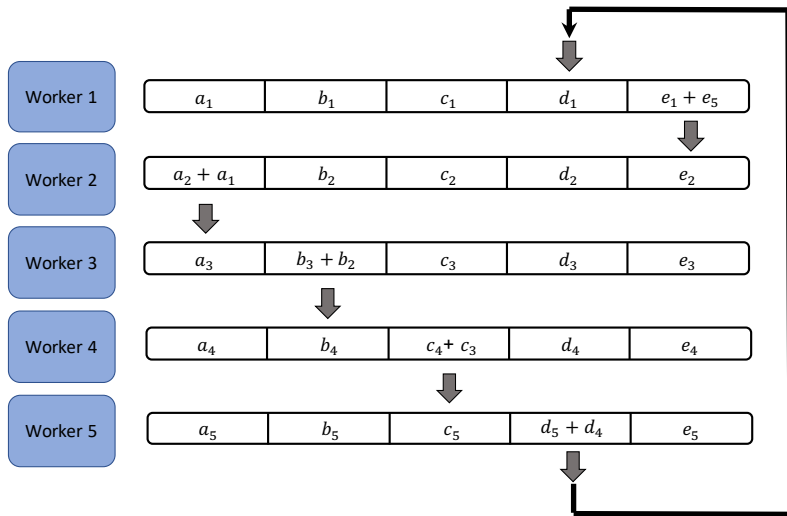 Worker 1 a₁ b₁ c₁ d₁ e₁ + e₅
Worker 2 a₂ + a₁ b₂ c₂ d₂ e₂
Worker 3 a₃ b₃ + b₂ c₃ d₃ e₃
Worker 4 a₄ b₄ c₄+ c₃ d₄ e₄
Worker 5 a₅ b₅ c₅ d₅ + d₄ e₅